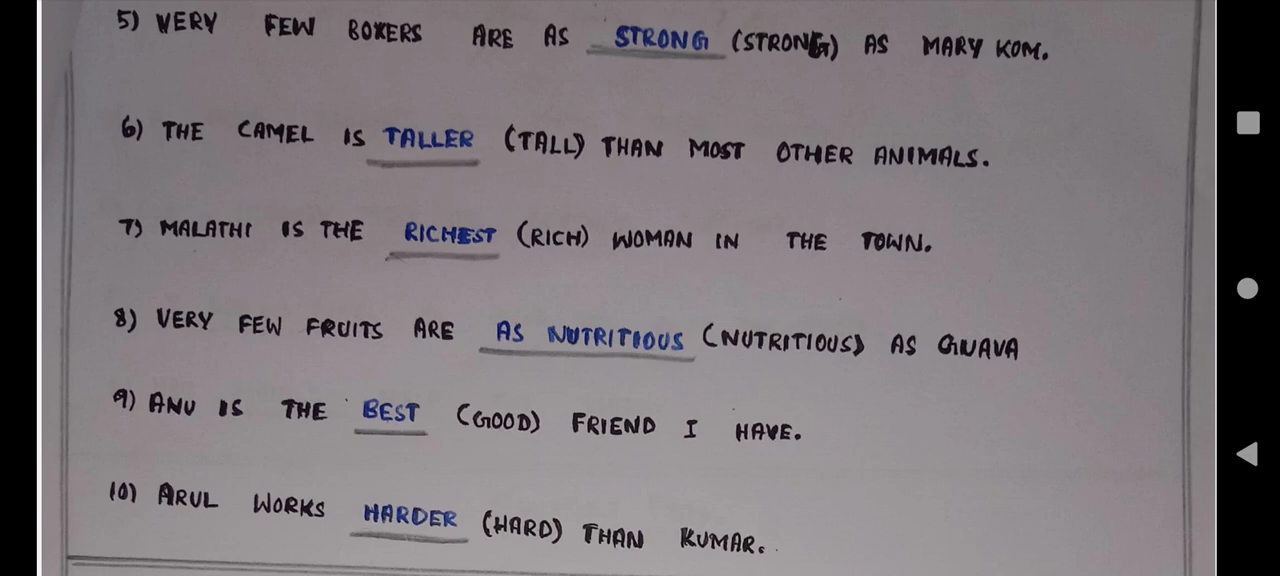 5) VERY FEW BOXERS ARE AS STRONG (STRONG) AS MARY KOM.
6) THE CAMEL IS TALLER (TALL) THAN MOST OTHER ANIMALS.
7) MALATHI IS THE RICHEST (RICH) WOMAN IN THE TOWN.
8) VERY FEW FRUITS ARE AS NUTRITIOUS (NUTRITIOUS) AS GUAVA
9) ANU IS THE BEST (GOOD) FRIEND I HAVE.
10) ARUL WORKS HARDER (HARD) THAN KUMAR.